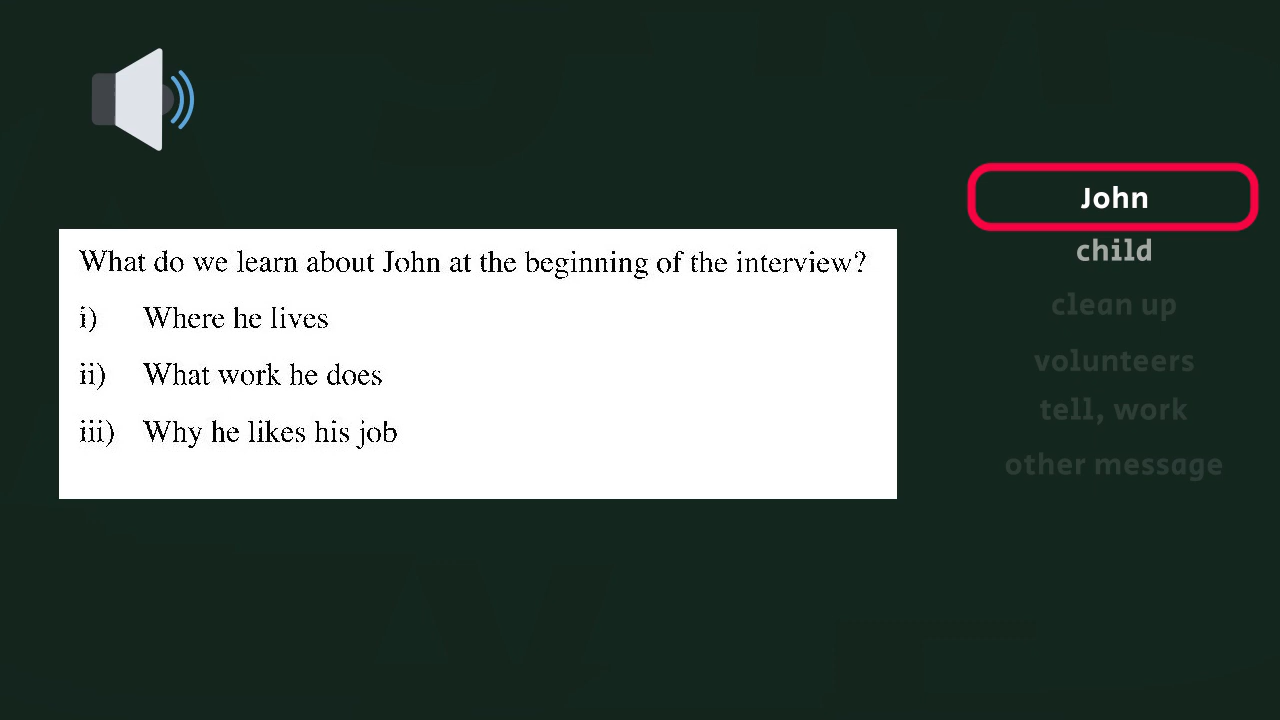 What do we learn about John at the beginning of the interview?
i) Where he lives
ii) What work he does
iii) Why he likes his job
John
child
clean up
volunteers
tell, work
other message